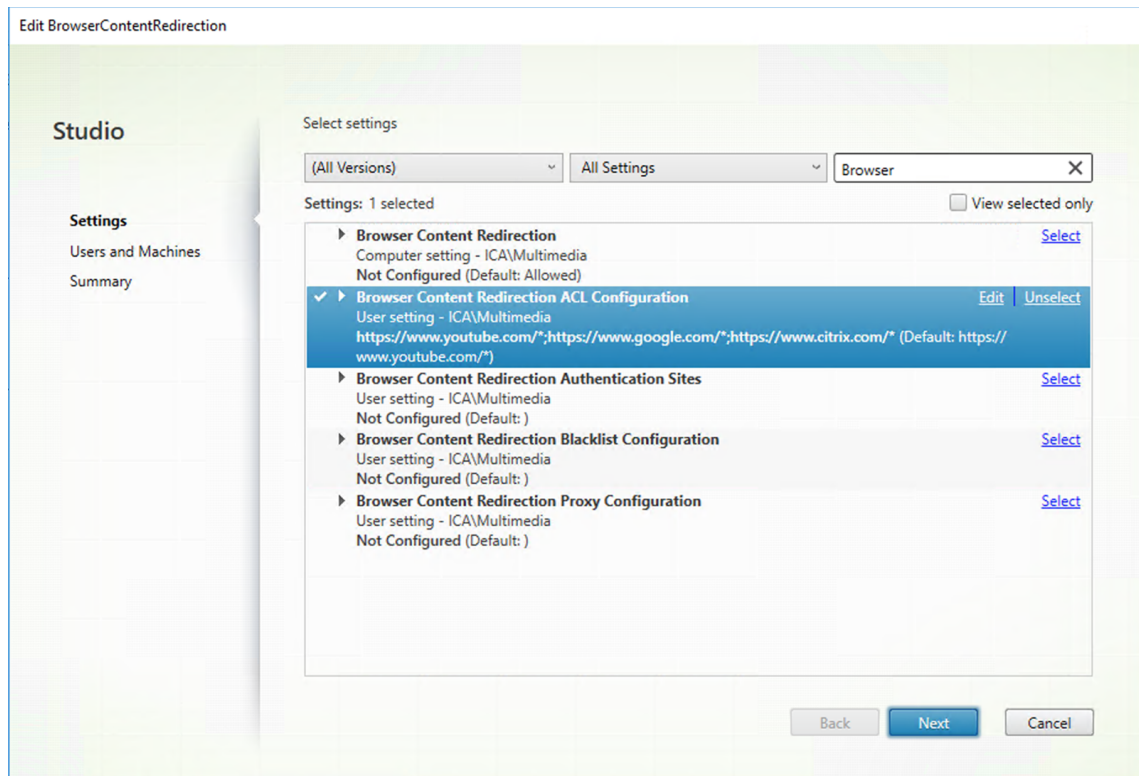 Edit BrowserContentRedirection
Studio
Settings
Users and Machines
Summary
Select settings
(All Versions)
All Settings
Browser
Settings: 1 selected
View selected only
Browser Content Redirection
Select
Computer setting - ICA\Multimedia
Not Configured (Default: Allowed)
Browser Content Redirection ACL Configuration
Edit
Unselect
User setting - ICA\Multimedia
https://www.youtube.com/*;https://www.google.com/*;https://www.citrix.com/* (Default: https://
www.youtube.com/*)
Browser Content Redirection Authentication Sites
Select
User setting - ICA\Multimedia
Not Configured (Default: )
Browser Content Redirection Blacklist Configuration
Select
User setting - ICA\Multimedia
Not Configured (Default: )
Browser Content Redirection Proxy Configuration
Select
User setting - ICA\Multimedia
Not Configured (Default: )
Back
Next
Cancel